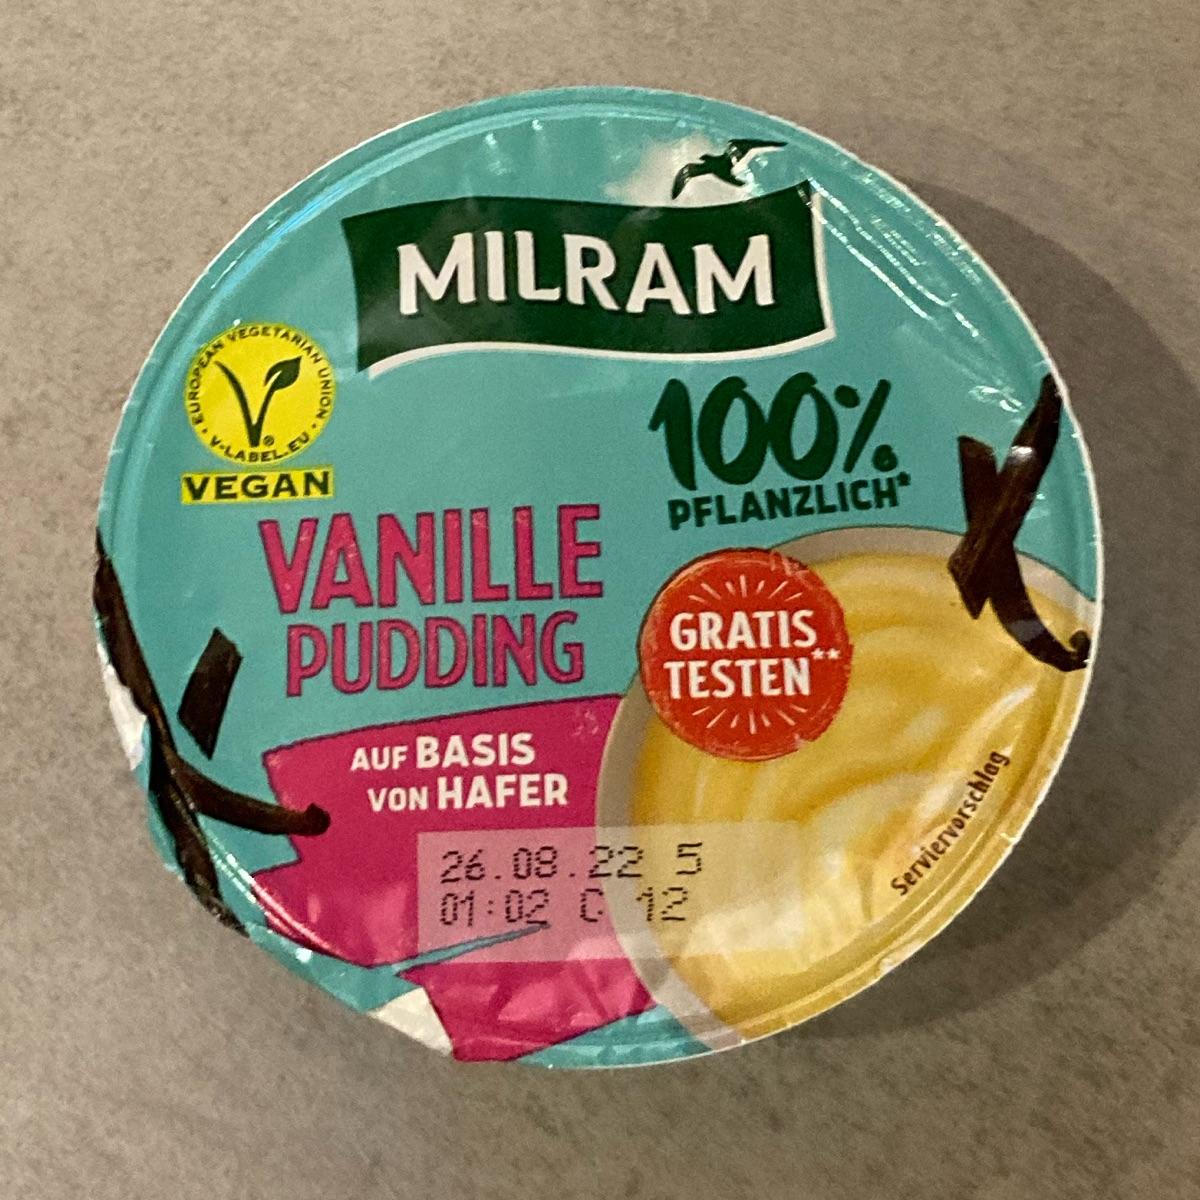 MILRAM
EUROPEAN VEGETARIAN UNION
V-LABEL.EU
VEGAN
100%
PFLANZLICH*
VANILLE
PUDDING
GRATIS
TESTEN**
AUF BASIS
VON HAFER
Serviervorschlag
26.08.22 5
01:02 C 12